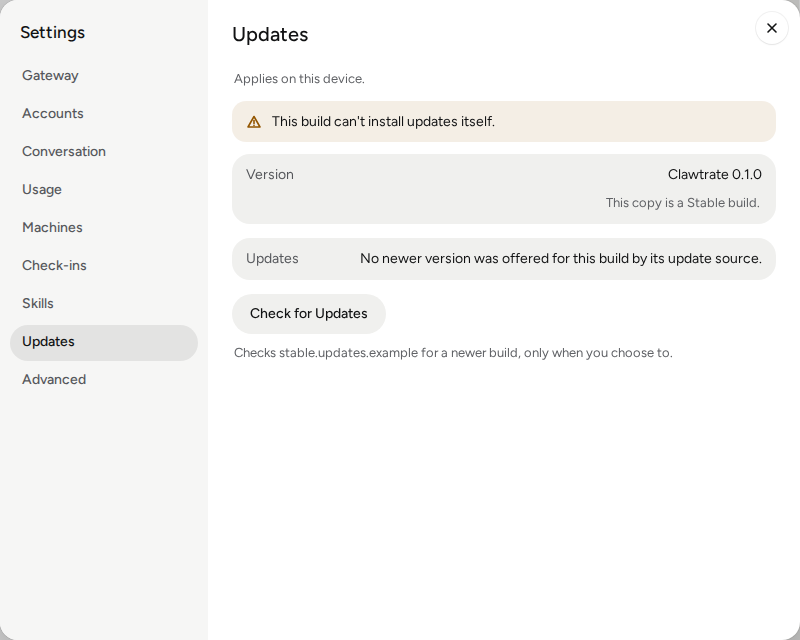 Settings
Gateway
Accounts
Conversation
Usage
Machines
Check-ins
Skills
Updates
Advanced
Updates
Applies on this device.
This build can't install updates itself.
Version
Clawtrate 0.1.0
This copy is a Stable build.
Updates
No newer version was offered for this build by its update source.
Check for Updates
Checks stable.updates.example for a newer build, only when you choose to.